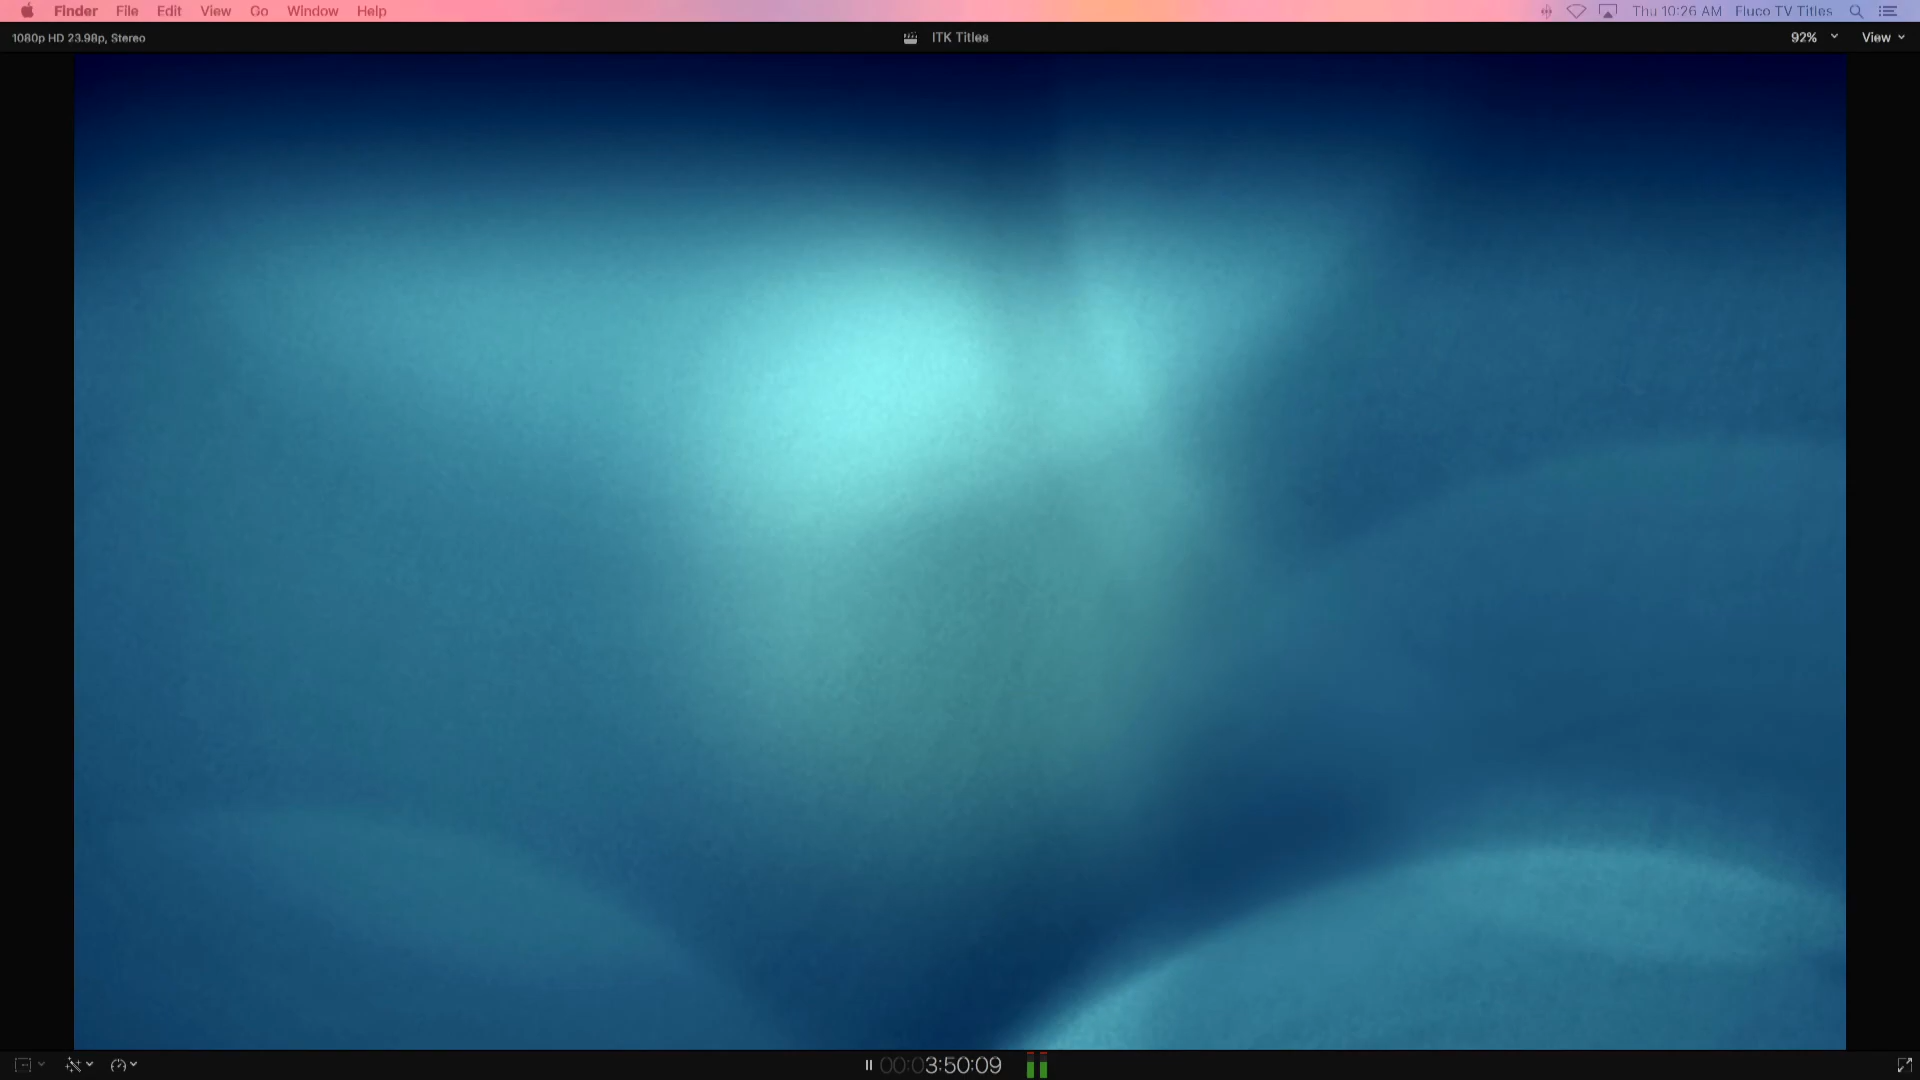 Finder File Edit View Go Window Help Thu 10:26 AM Fluco TV Titles
1080p HD 23.98p, Stereo ITK Titles 92% View
00:03:50:09